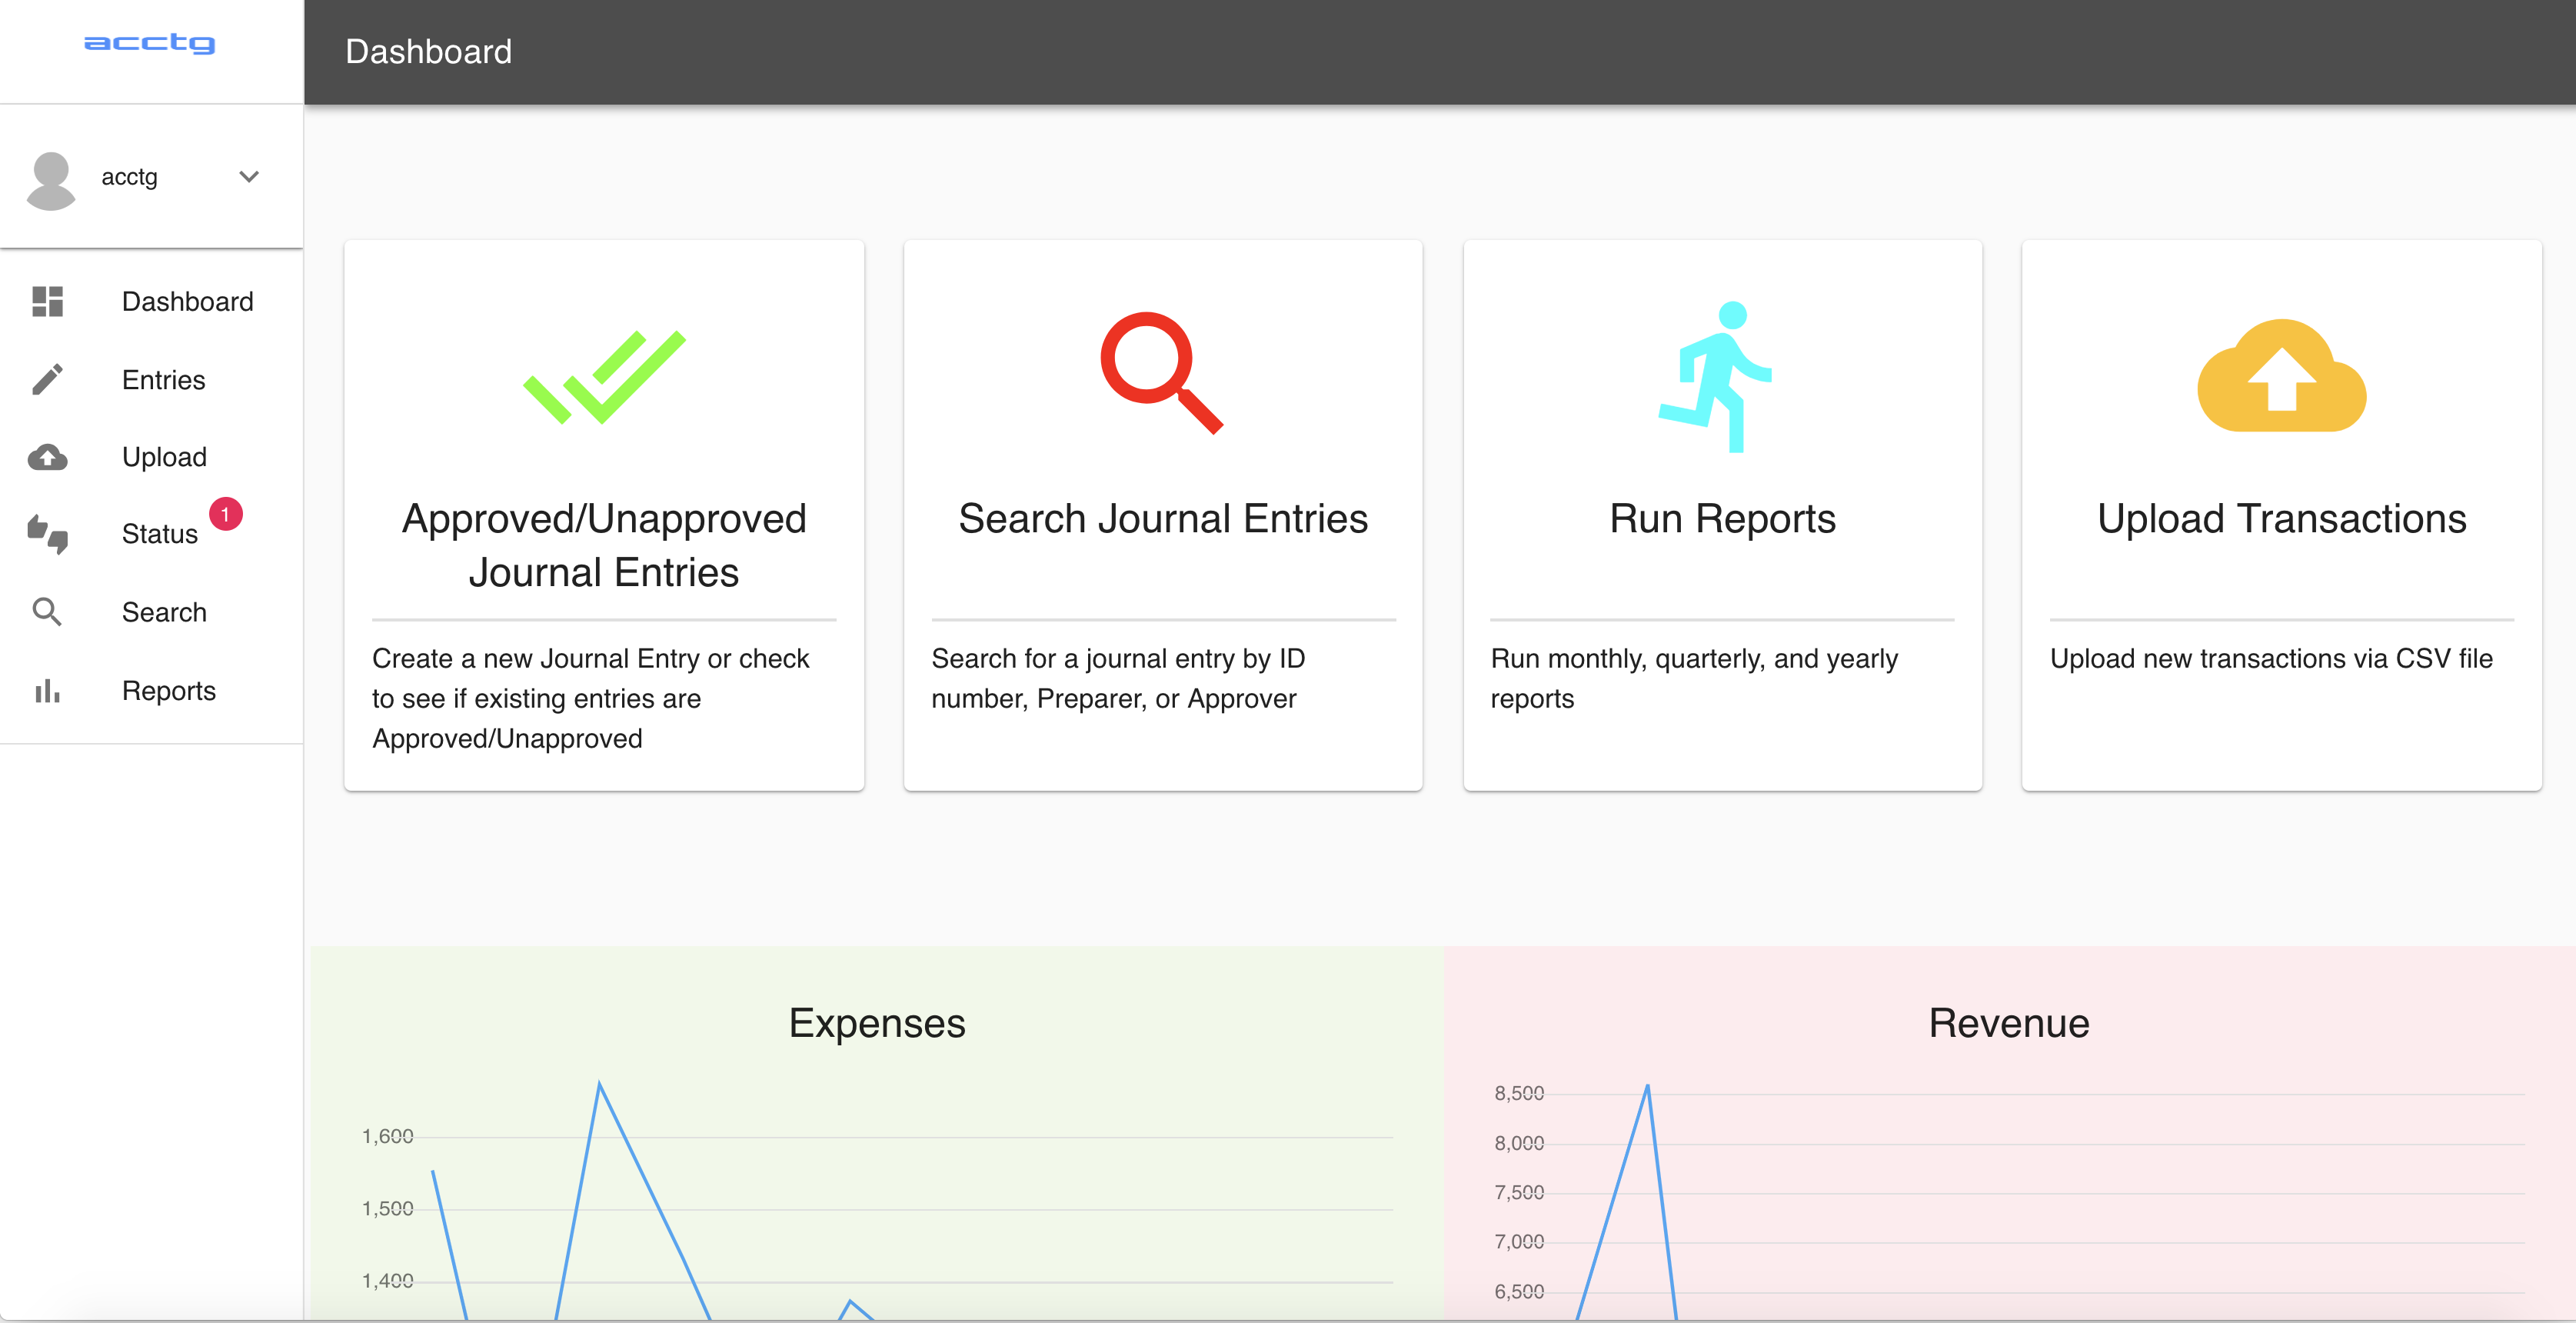 acctg
Dashboard
acctg
Dashboard
Entries
Upload
Status
1
Search
Reports
Approved/Unapproved
Journal Entries
Create a new Journal Entry or check
to see if existing entries are
Approved/Unapproved
Search Journal Entries
Search for a journal entry by ID
number, Preparer, or Approver
Run Reports
Run monthly, quarterly, and yearly
reports
Upload Transactions
Upload new transactions via CSV file
Expenses
1,600
1,500
1,400
Revenue
8,500
8,000
7,500
7,000
6,500